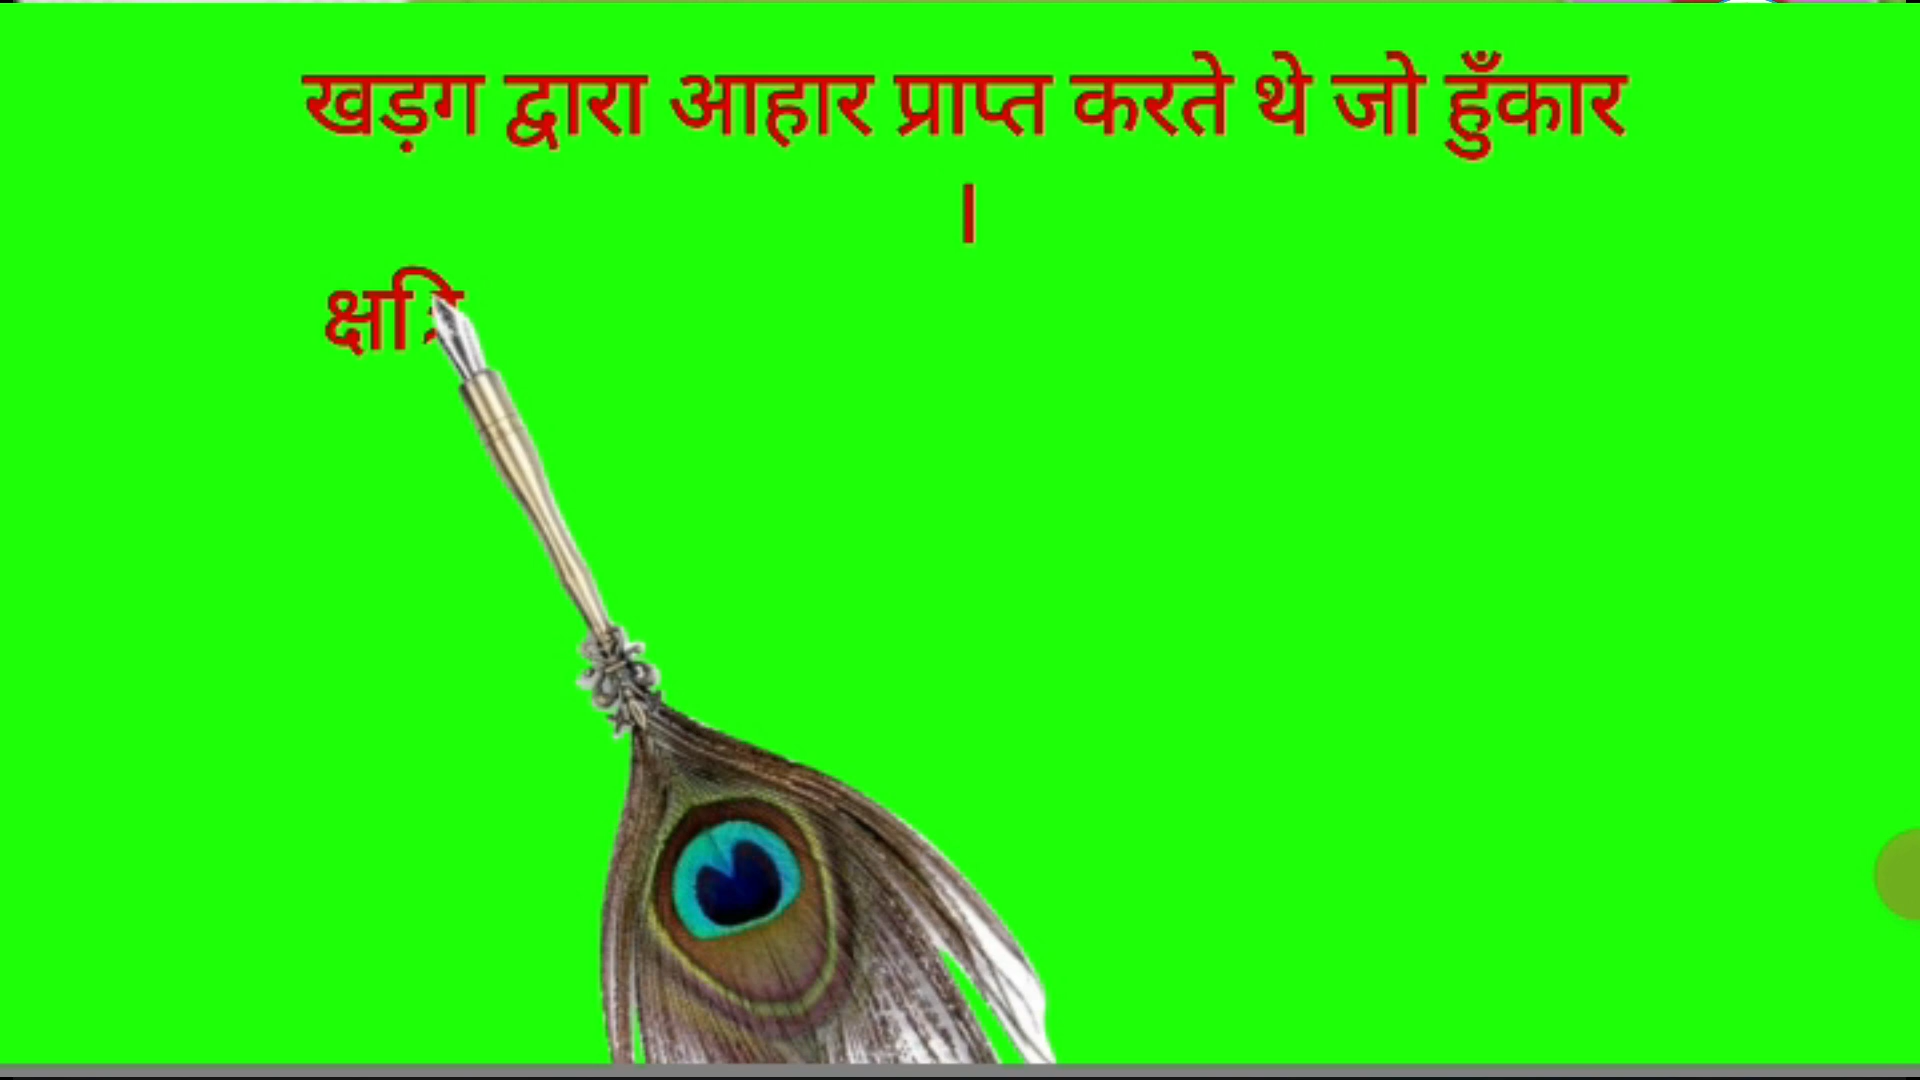 खड़ग द्वारा आहार प्राप्त करते थे जो हुँकार
।